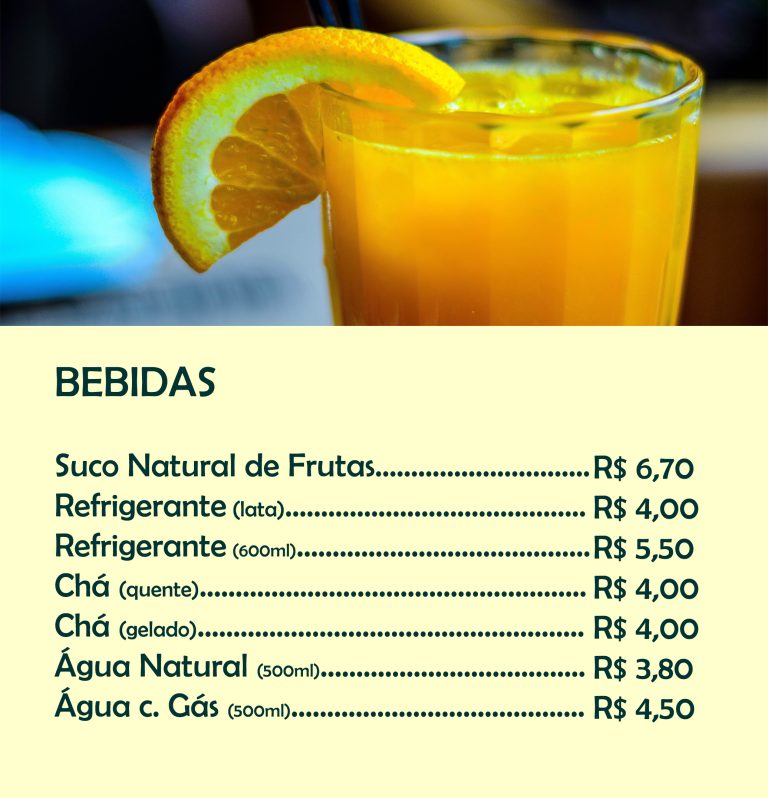 BEBIDAS
Suco Natural de Frutas.............................. R$ 6,70
Refrigerante (lata).......................................... R$ 4,00
Refrigerante (600ml)......................................... R$ 5,50
Chá (quente)...................................................... R$ 4,00
Chá (gelado)...................................................... R$ 4,00
Água Natural (500ml)..................................... R$ 3,80
Água c. Gás (500ml)......................................... R$ 4,50